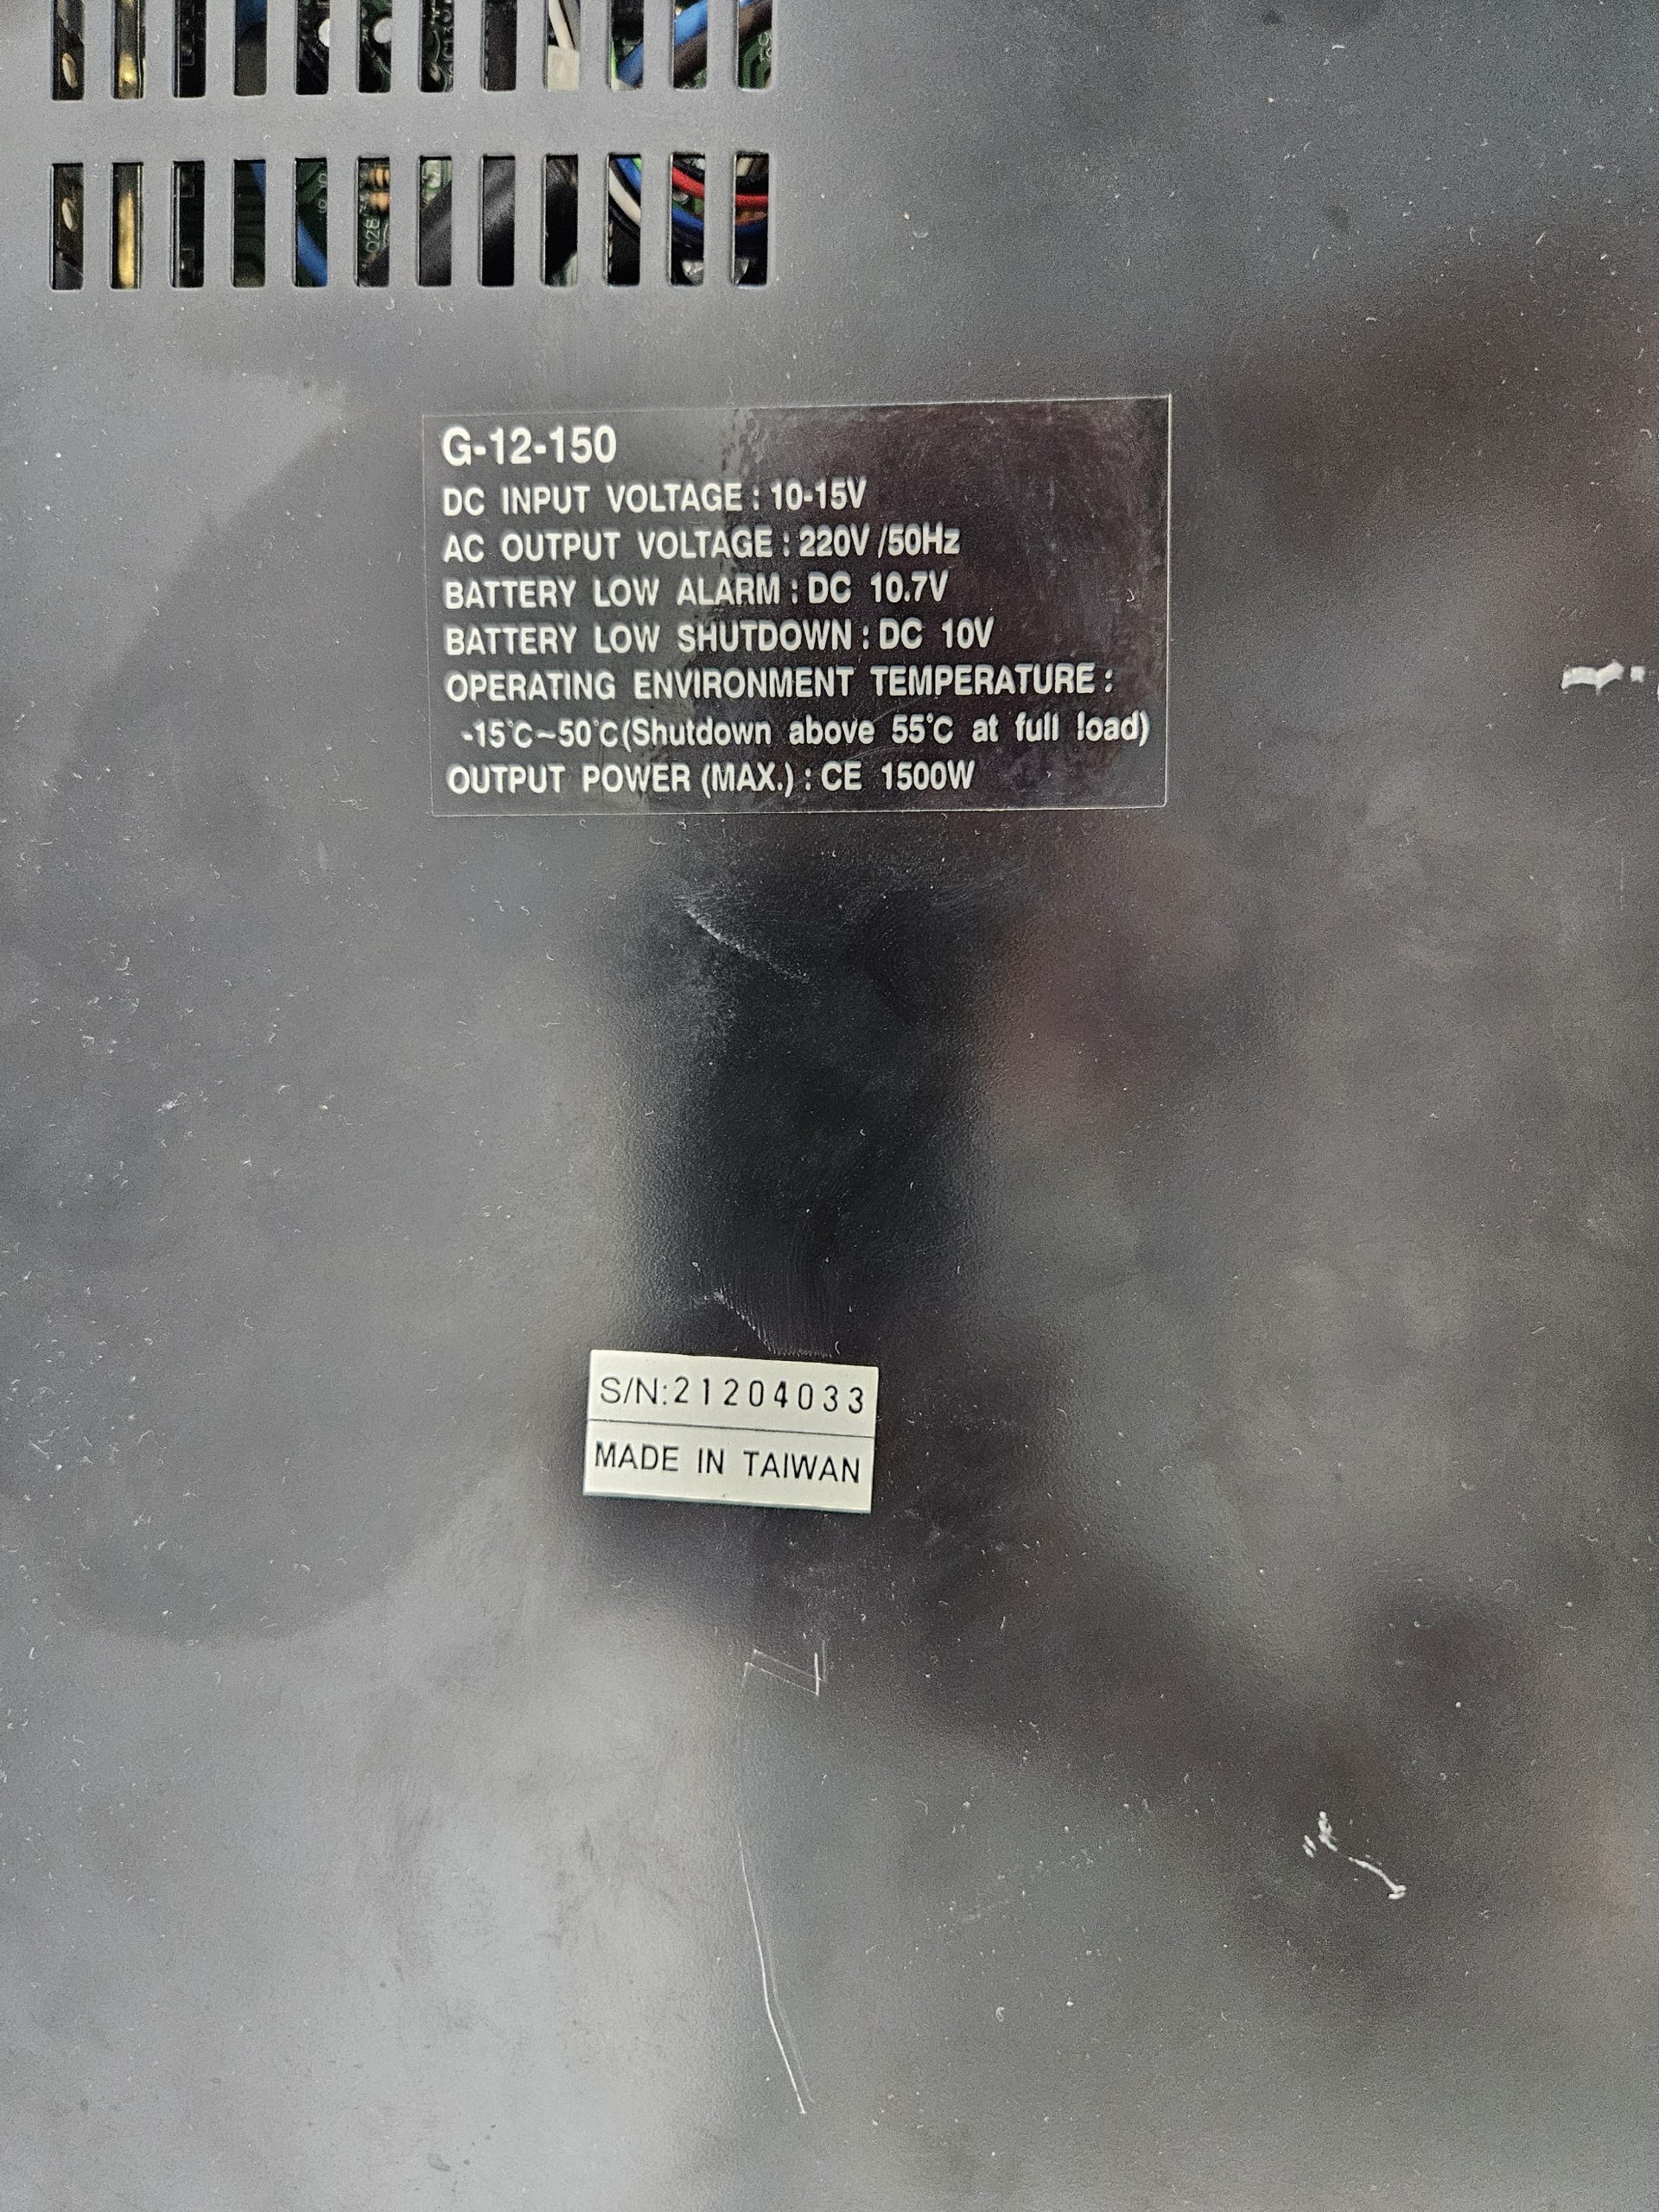 G-12-150
DC INPUT VOLTAGE : 10-15V
AC OUTPUT VOLTAGE : 220V /50Hz
BATTERY LOW ALARM : DC 10.7V
BATTERY LOW SHUTDOWN : DC 10V
OPERATING ENVIRONMENT TEMPERATURE :
-15°C~50°C(Shutdown above 55°C at full load)
OUTPUT POWER (MAX.) : CE 1500W
S/N:21204033
MADE IN TAIWAN